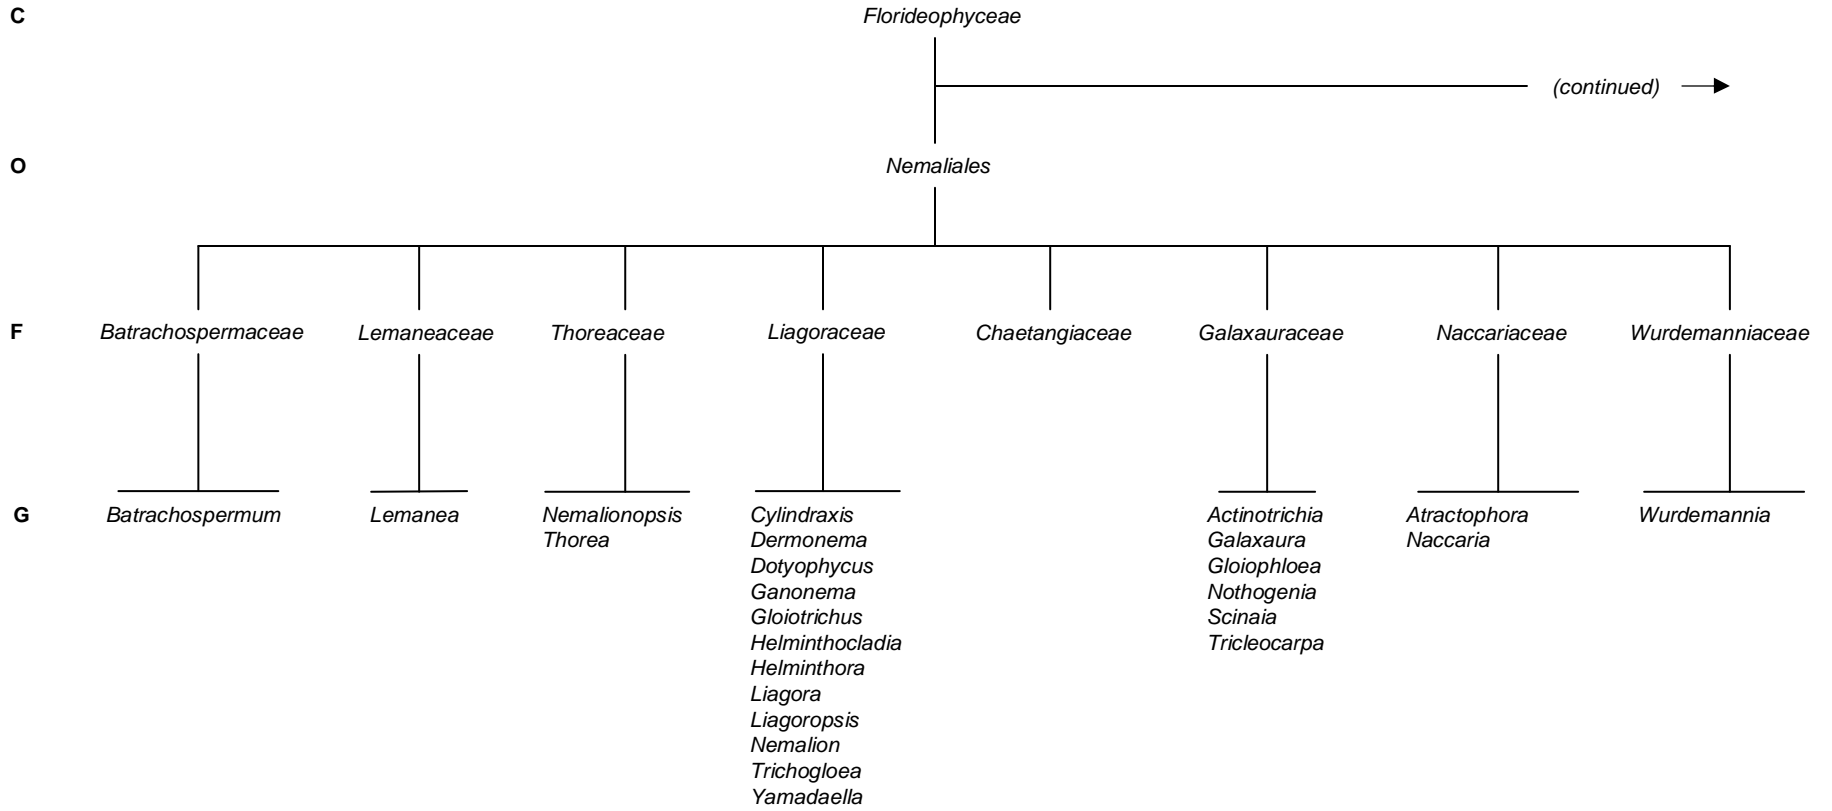 C
Florideophyceae
(continued)
O
Nemaliales
F
Batrachospermaceae
Lemaneaceae
Thoreaceae
Liagoraceae
Chaetangiaceae
Galaxauraceae
Naccariaceae
Wurdemanniaceae
G
Batrachospermum
Lemanea
Nemalionopsis
Thorea
Cylindraxis
Dermonema
Dotyophycus
Ganonema
Gloiotrichus
Helminthocladia
Helminthora
Liagora
Liagoropsis
Nemalion
Trichogloea
Yamadaella
Actinotrichia
Galaxaura
Gloiophloea
Nothogenia
Scinaia
Tricleocarpa
Atractophora
Naccaria
Wurdemannia